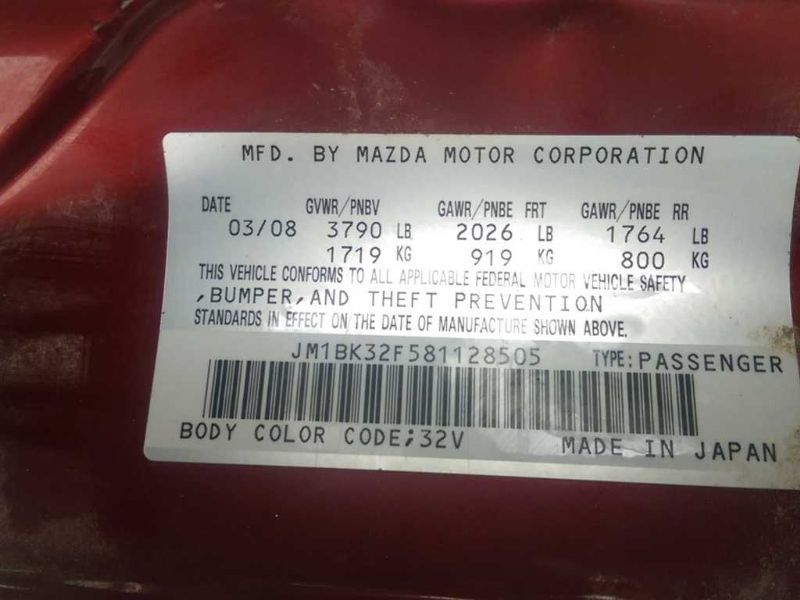 MFD. BY MAZDA MOTOR CORPORATION
DATE GVWR/PNBV GAWR/PNBE FRT GAWR/PNBE RR
03/08 3790 LB 2026 LB 1764 LB
1719 KG 919 KG 800 KG
THIS VEHICLE CONFORMS TO ALL APPLICABLE FEDERAL MOTOR VEHICLE SAFETY
,BUMPER,AND THEFT PREVENTION
STANDARDS IN EFFECT ON THE DATE OF MANUFACTURE SHOWN ABOVE.
JM1BK32F581128505 TYPE:PASSENGER
BODY COLOR CODE;32V MADE IN JAPAN